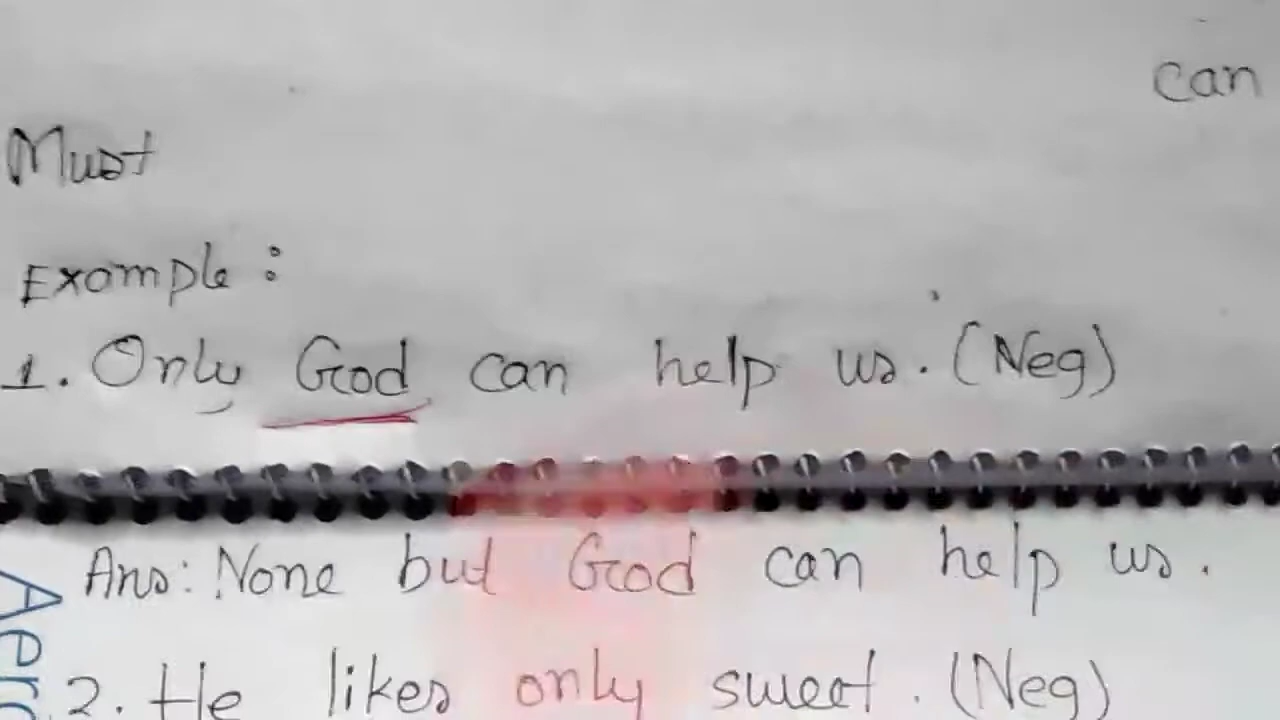 can
Must
Example:
1. Only God can help us. (Neg)
Ans: None but God can help us.
2. He likes only sweet. (Neg)